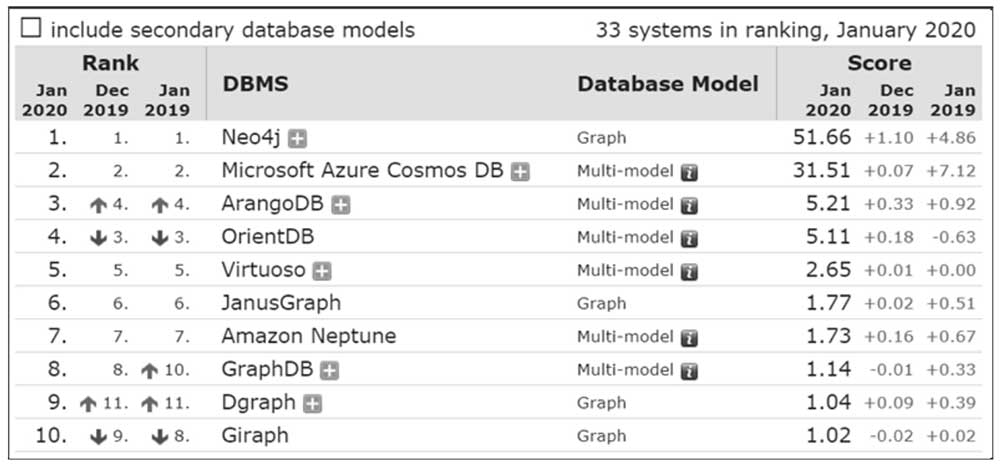 include secondary database models 33 systems in ranking, January 2020
Rank Score
Jan 2020 Dec 2019 Jan 2019 DBMS Database Model Jan 2020 Dec 2019 Jan 2019
1. 1. 1. Neo4j + Graph 51.66 +1.10 +4.86
2. 2. 2. Microsoft Azure Cosmos DB + Multi-model i 31.51 +0.07 +7.12
3. 4. 4. ArangoDB + Multi-model i 5.21 +0.33 +0.92
4. 3. 3. OrientDB Multi-model i 5.11 +0.18 -0.63
5. 5. 5. Virtuoso + Multi-model i 2.65 +0.01 +0.00
6. 6. 6. JanusGraph Graph 1.77 +0.02 +0.51
7. 7. 7. Amazon Neptune Multi-model i 1.73 +0.16 +0.67
8. 8. 10. GraphDB + Multi-model i 1.14 -0.01 +0.33
9. 11. 11. Dgraph + Graph 1.04 +0.09 +0.39
10. 9. 8. Giraph Graph 1.02 -0.02 +0.02